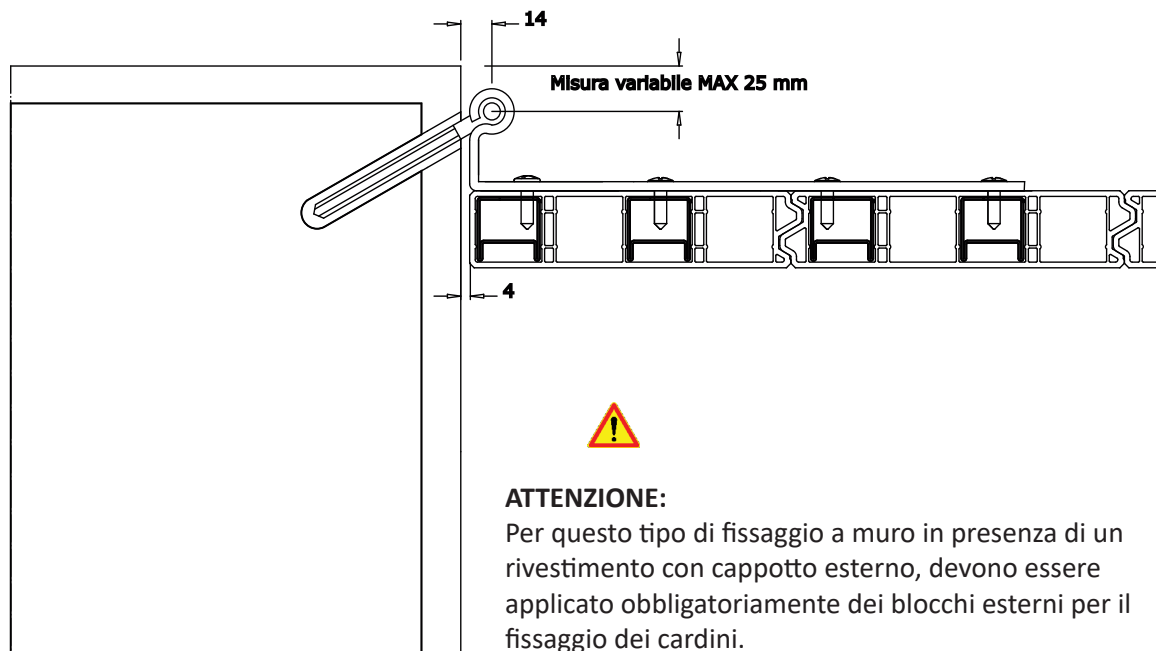 14
Misura variabile MAX 25 mm
4
ATTENZIONE:
Per questo tipo di fissaggio a muro in presenza di un
rivestimento con cappotto esterno, devono essere
applicato obbligatoriamente dei blocchi esterni per il
fissaggio dei cardini.